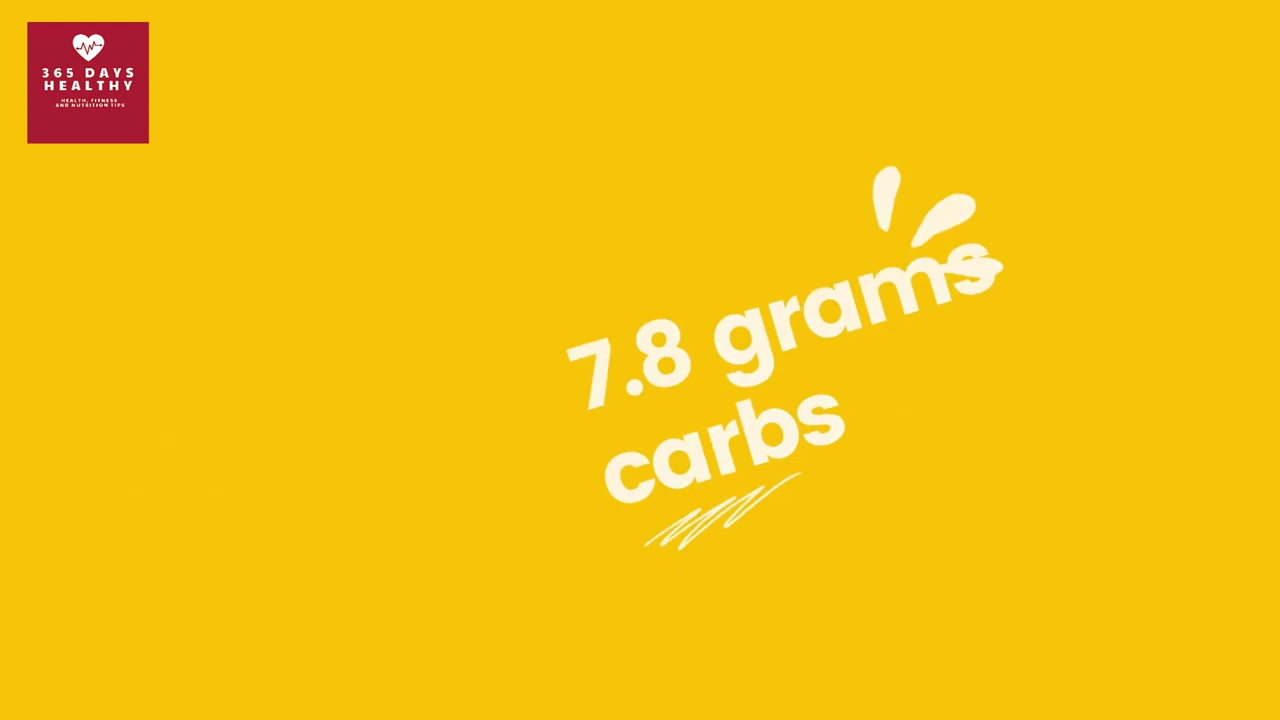 365 DAYS
HEALTHY
HEALTH, FITNESS
AND NUTRITION TIPS
7.8 grams
carbs